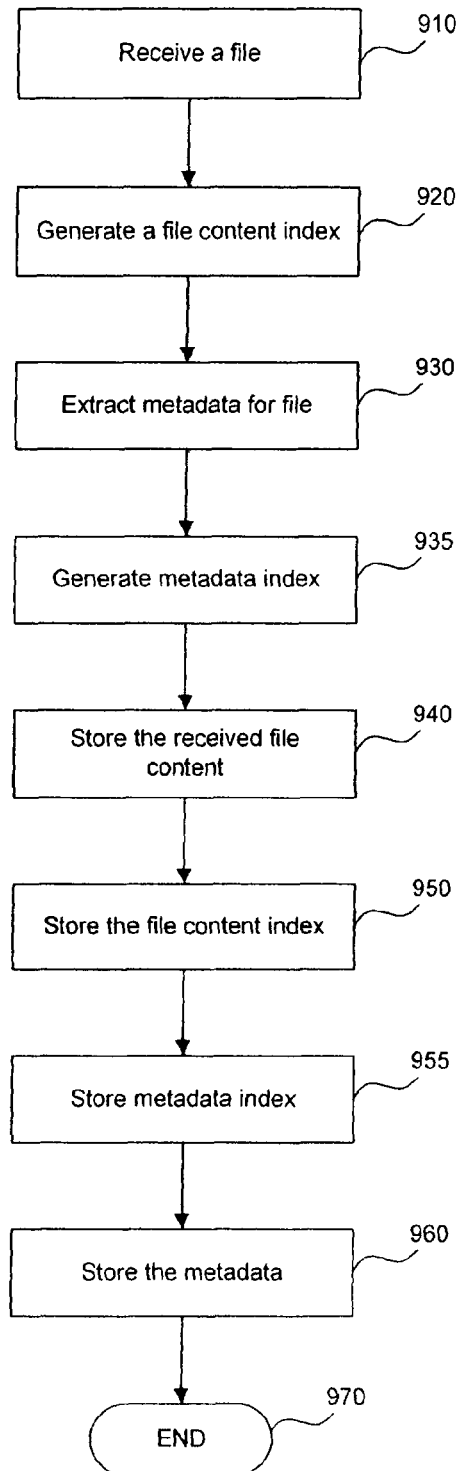 910
Receive a file
920
Generate a file content index
930
Extract metadata for file
935
Generate metadata index
940
Store the received file
content
950
Store the file content index
955
Store metadata index
960
Store the metadata
970
END